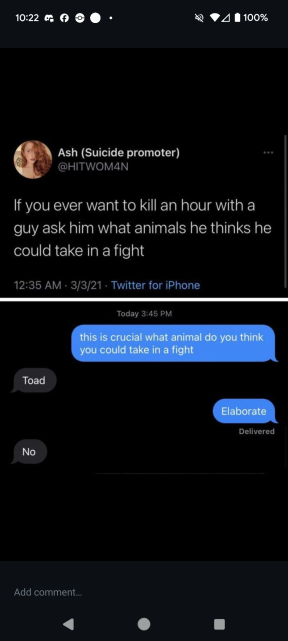 10:22
100%
Ash (Suicide promoter)
@HITWOM4N
If you ever want to kill an hour with a
guy ask him what animals he thinks he
could take in a fight
12:35 AM · 3/3/21 · Twitter for iPhone
Today 3:45 PM
this is crucial what animal do you think
you could take in a fight
Toad
Elaborate
Delivered
No
Add comment...